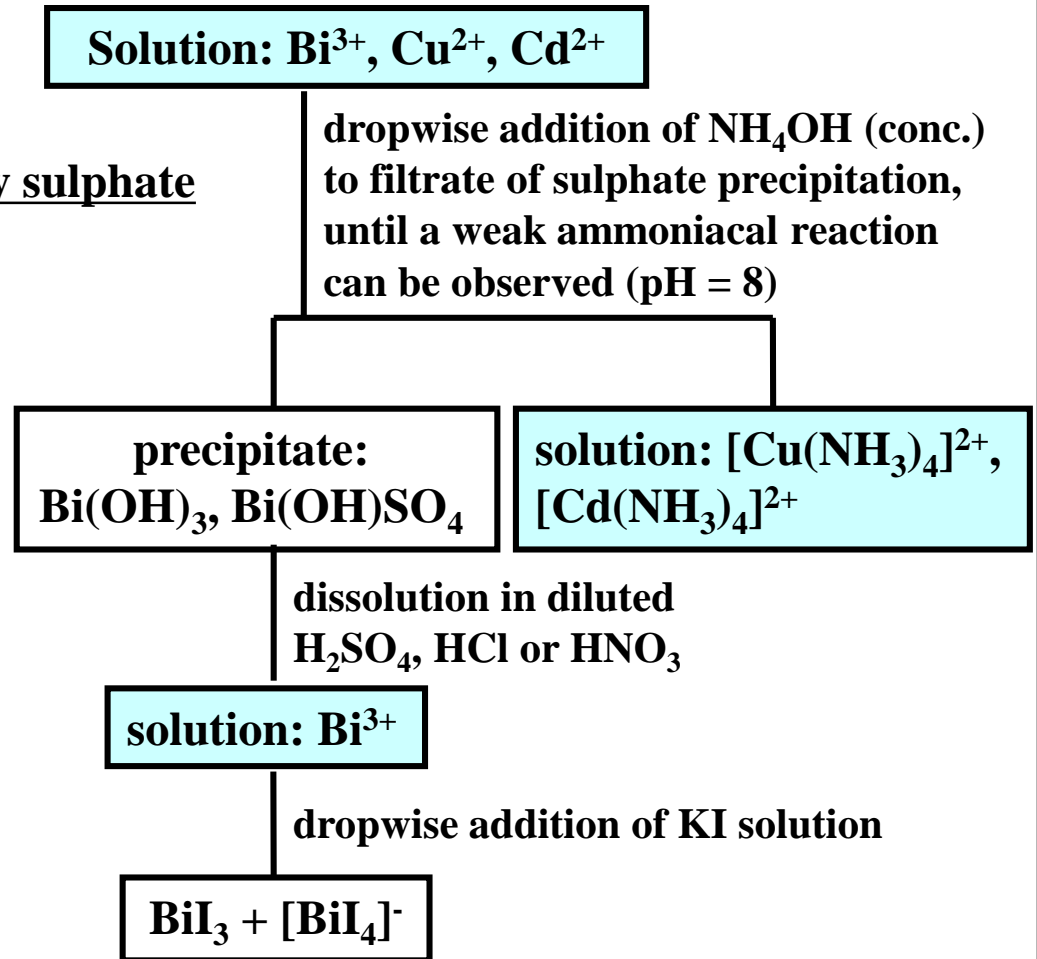 Solution: Bi³⁺, Cu²⁺, Cd²⁺
dropwise addition of NH₄OH (conc.)
to filtrate of sulphate precipitation,
until a weak ammoniacal reaction
can be observed (pH = 8)
sulphate
precipitate:
Bi(OH)₃, Bi(OH)SO₄
solution: [Cu(NH₃)₄]²⁺,
[Cd(NH₃)₄]²⁺
dissolution in diluted
H₂SO₄, HCl or HNO₃
solution: Bi³⁺
dropwise addition of KI solution
BiI₃ + [BiI₄]⁻